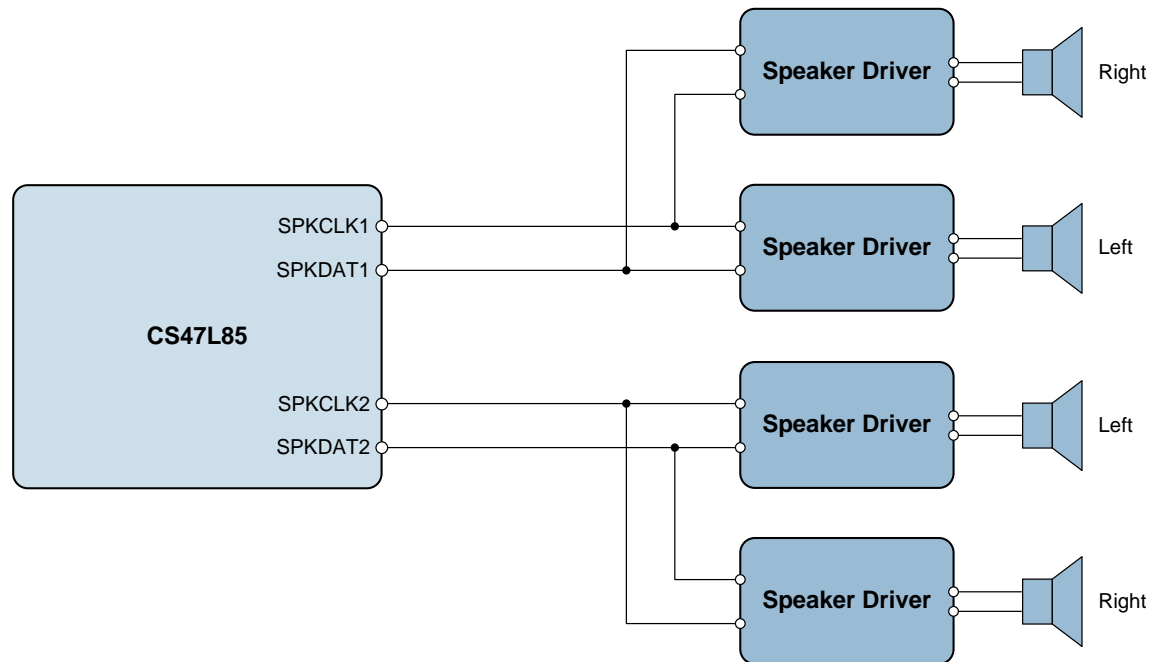 Speaker Driver
Right
SPKCLK1
Speaker Driver
Left
SPKDAT1
CS47L85
SPKCLK2
Speaker Driver
Left
SPKDAT2
Speaker Driver
Right